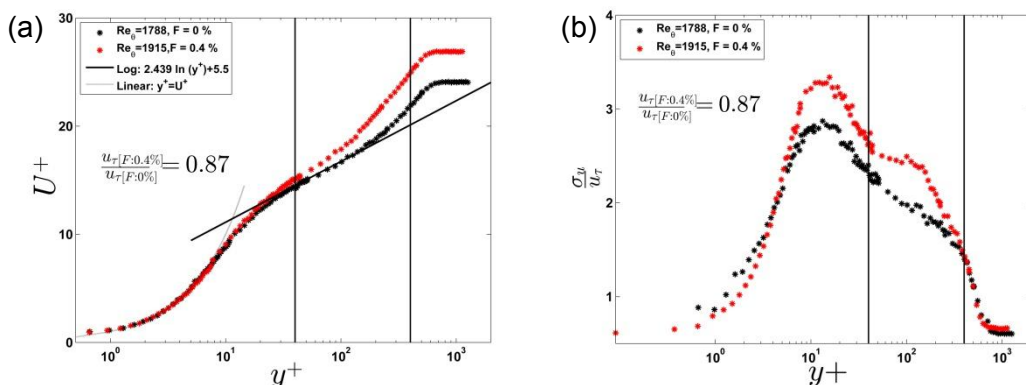 (a)
Re_θ=1788, F = 0 %
Re_θ=1915,F = 0.4 %
Log: 2.439 ln (y⁺)+5.5
Linear: y⁺=U⁺
u_τ[F:0.4%]/u_τ[F:0%] = 0.87
U⁺
30
20
10
0
10⁰ 10¹ 10² 10³
y⁺
(b)
Re_θ=1788, F = 0 %
Re_θ=1915, F = 0.4 %
u_τ[F:0.4%]/u_τ[F:0%] = 0.87
σ_u/u_τ
4
3
2
1
10⁰ 10¹ 10² 10³
y+